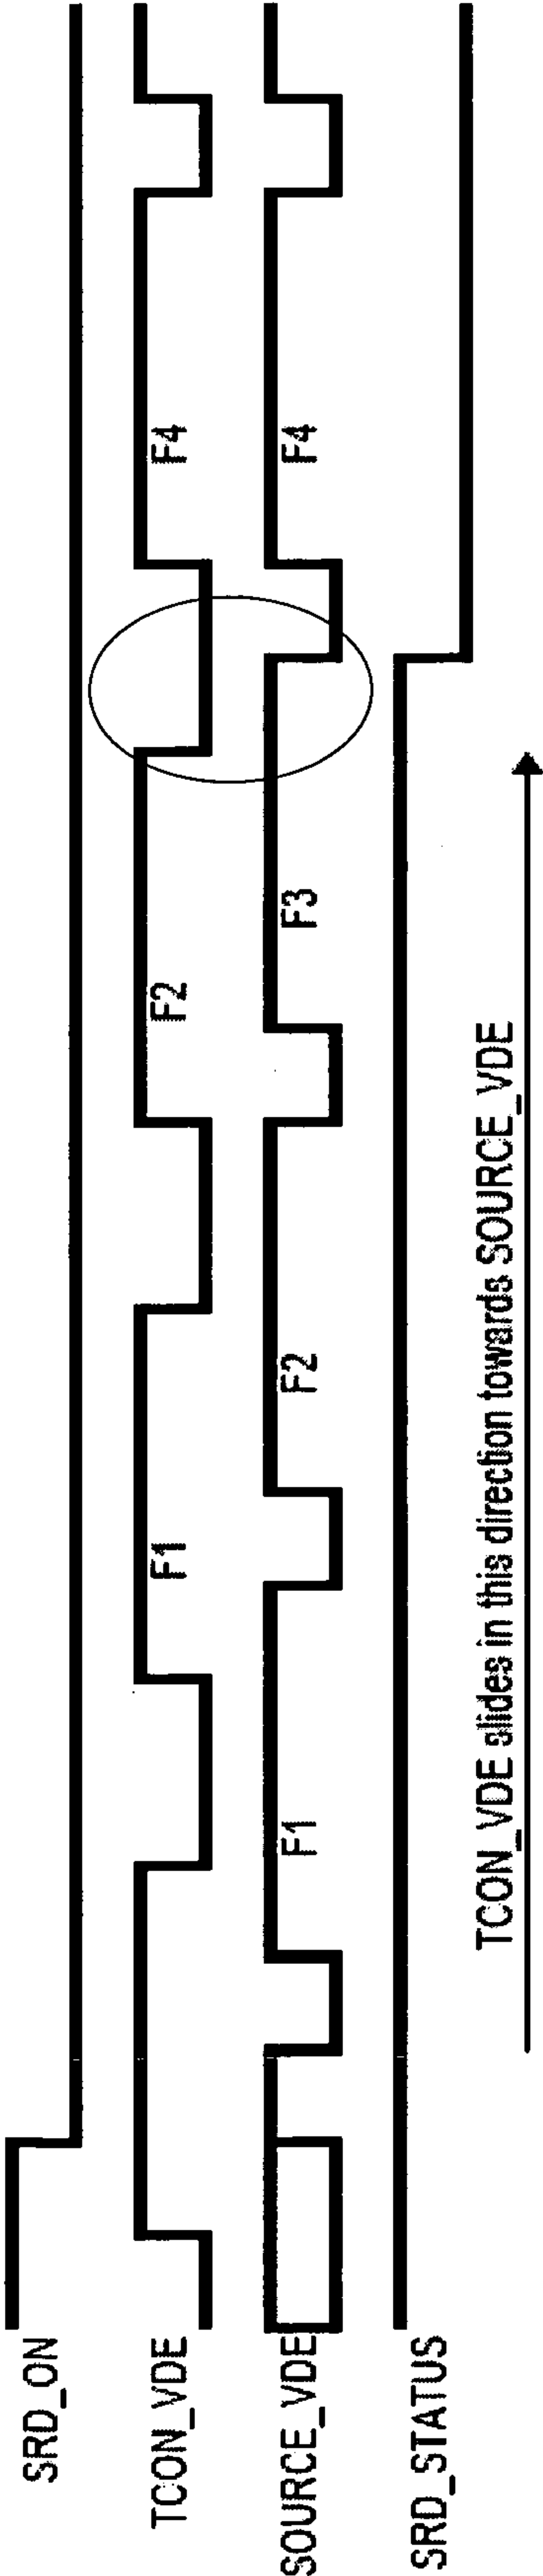 SRD_ON
TCON_VDE
F1
F2
F4
SOURCE_VDE
F1
F2
F3
F4
SRD_STATUS
TCON_VDE slides in this direction towards SOURCE_VDE